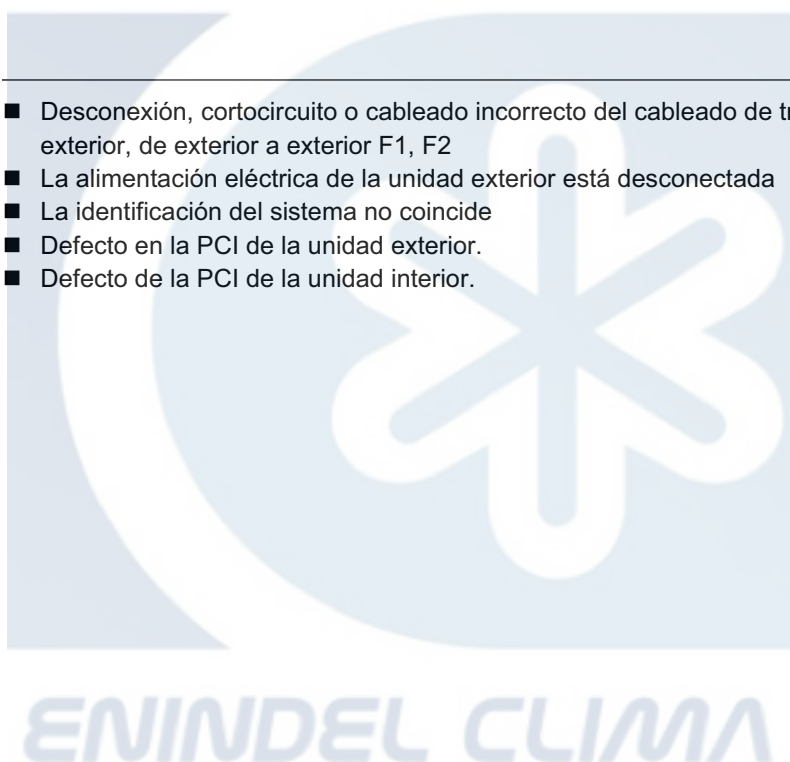 ■ Desconexión, cortocircuito o cableado incorrecto del cableado de
exterior, de exterior a exterior F1, F2
■ La alimentación eléctrica de la unidad exterior está desconectada
■ La identificación del sistema no coincide
■ Defecto en la PCI de la unidad exterior.
■ Defecto de la PCI de la unidad interior.
ENINDEL CLIMA